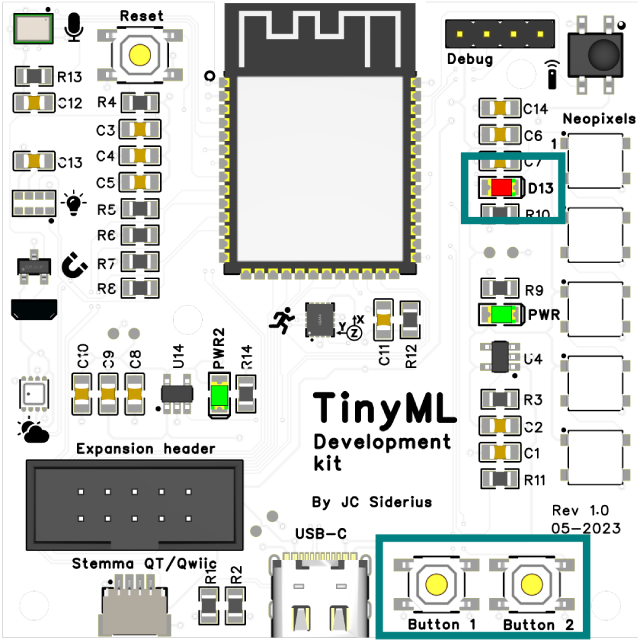 Reset
Debug
R13
C12
R4
C14
Neopixels
C3
C6
1
C4
C7
C13
C5
D13
R5
R10
R6
R7
R8
R9
PWR
X
Y
Z
C11
R12
C10
C9
C8
U14
PWR2
R14
U4
R3
C2
C1
R11
TinyML
Development
kit
Expansion header
By JC Siderius
Rev 1.0
05-2023
USB-C
Stemma QT/Qwiic
R1
R2
Button 1
Button 2